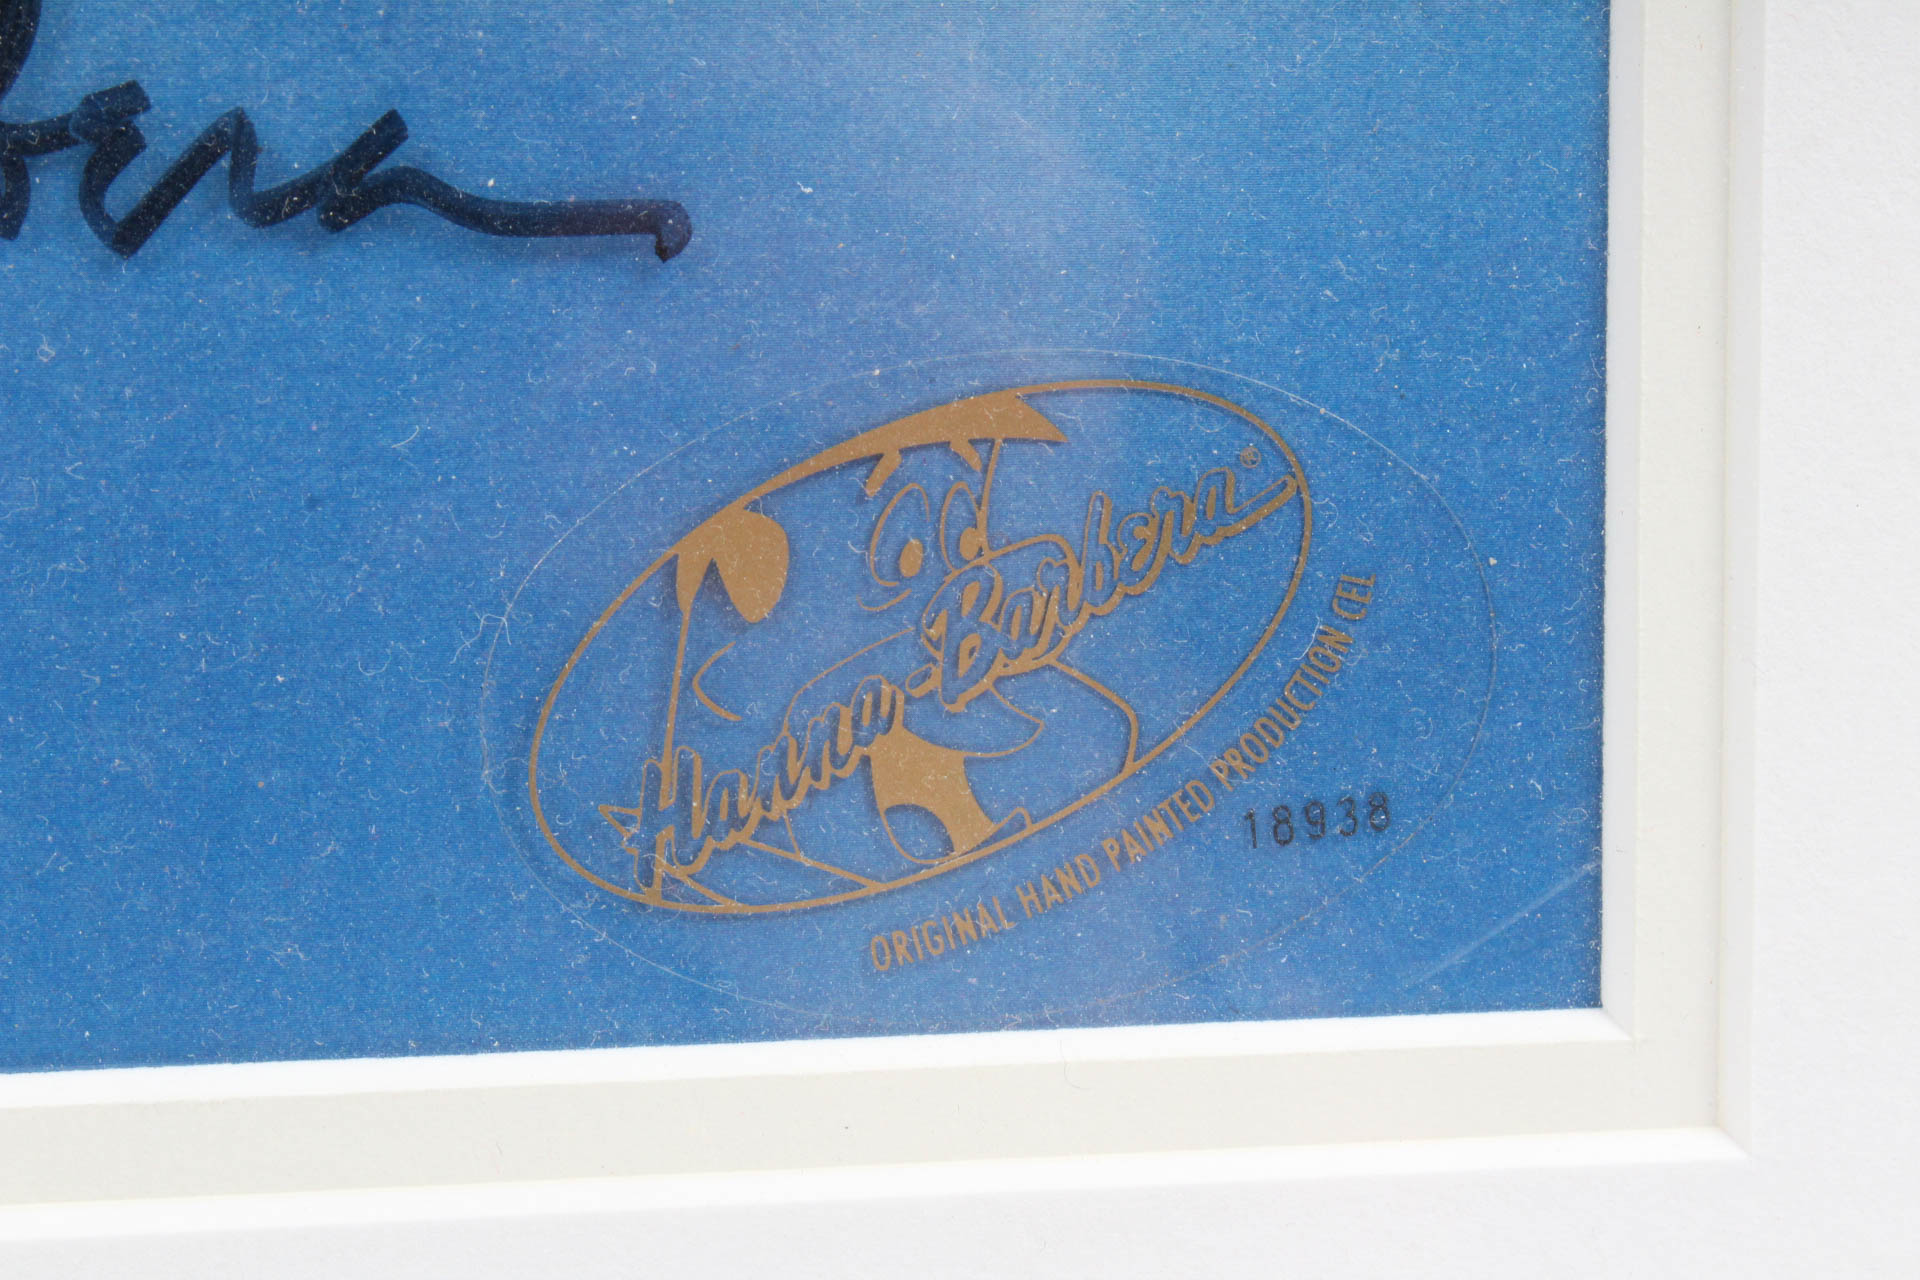 Hanna-Barbera®
ORIGINAL HAND PAINTED PRODUCTION CEL
18938